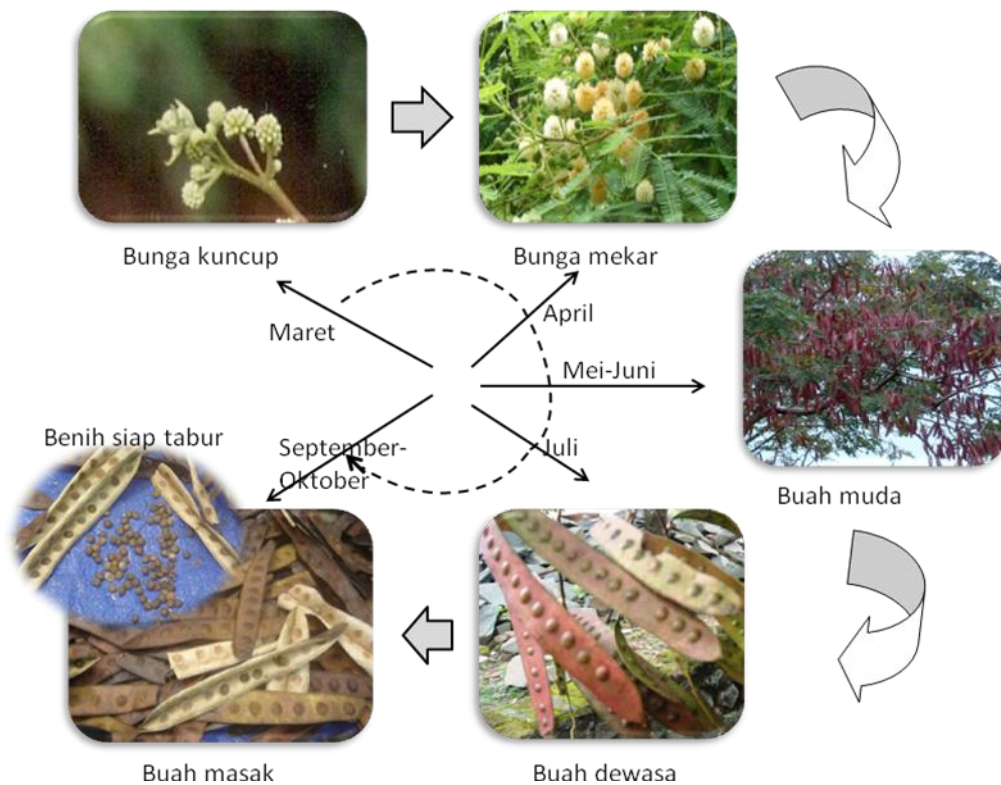 Bunga kuncup
Bunga mekar
Maret
April
Mei-Juni
Benih siap tabur
September-
Oktober
Juli
Buah muda
Buah masak
Buah dewasa